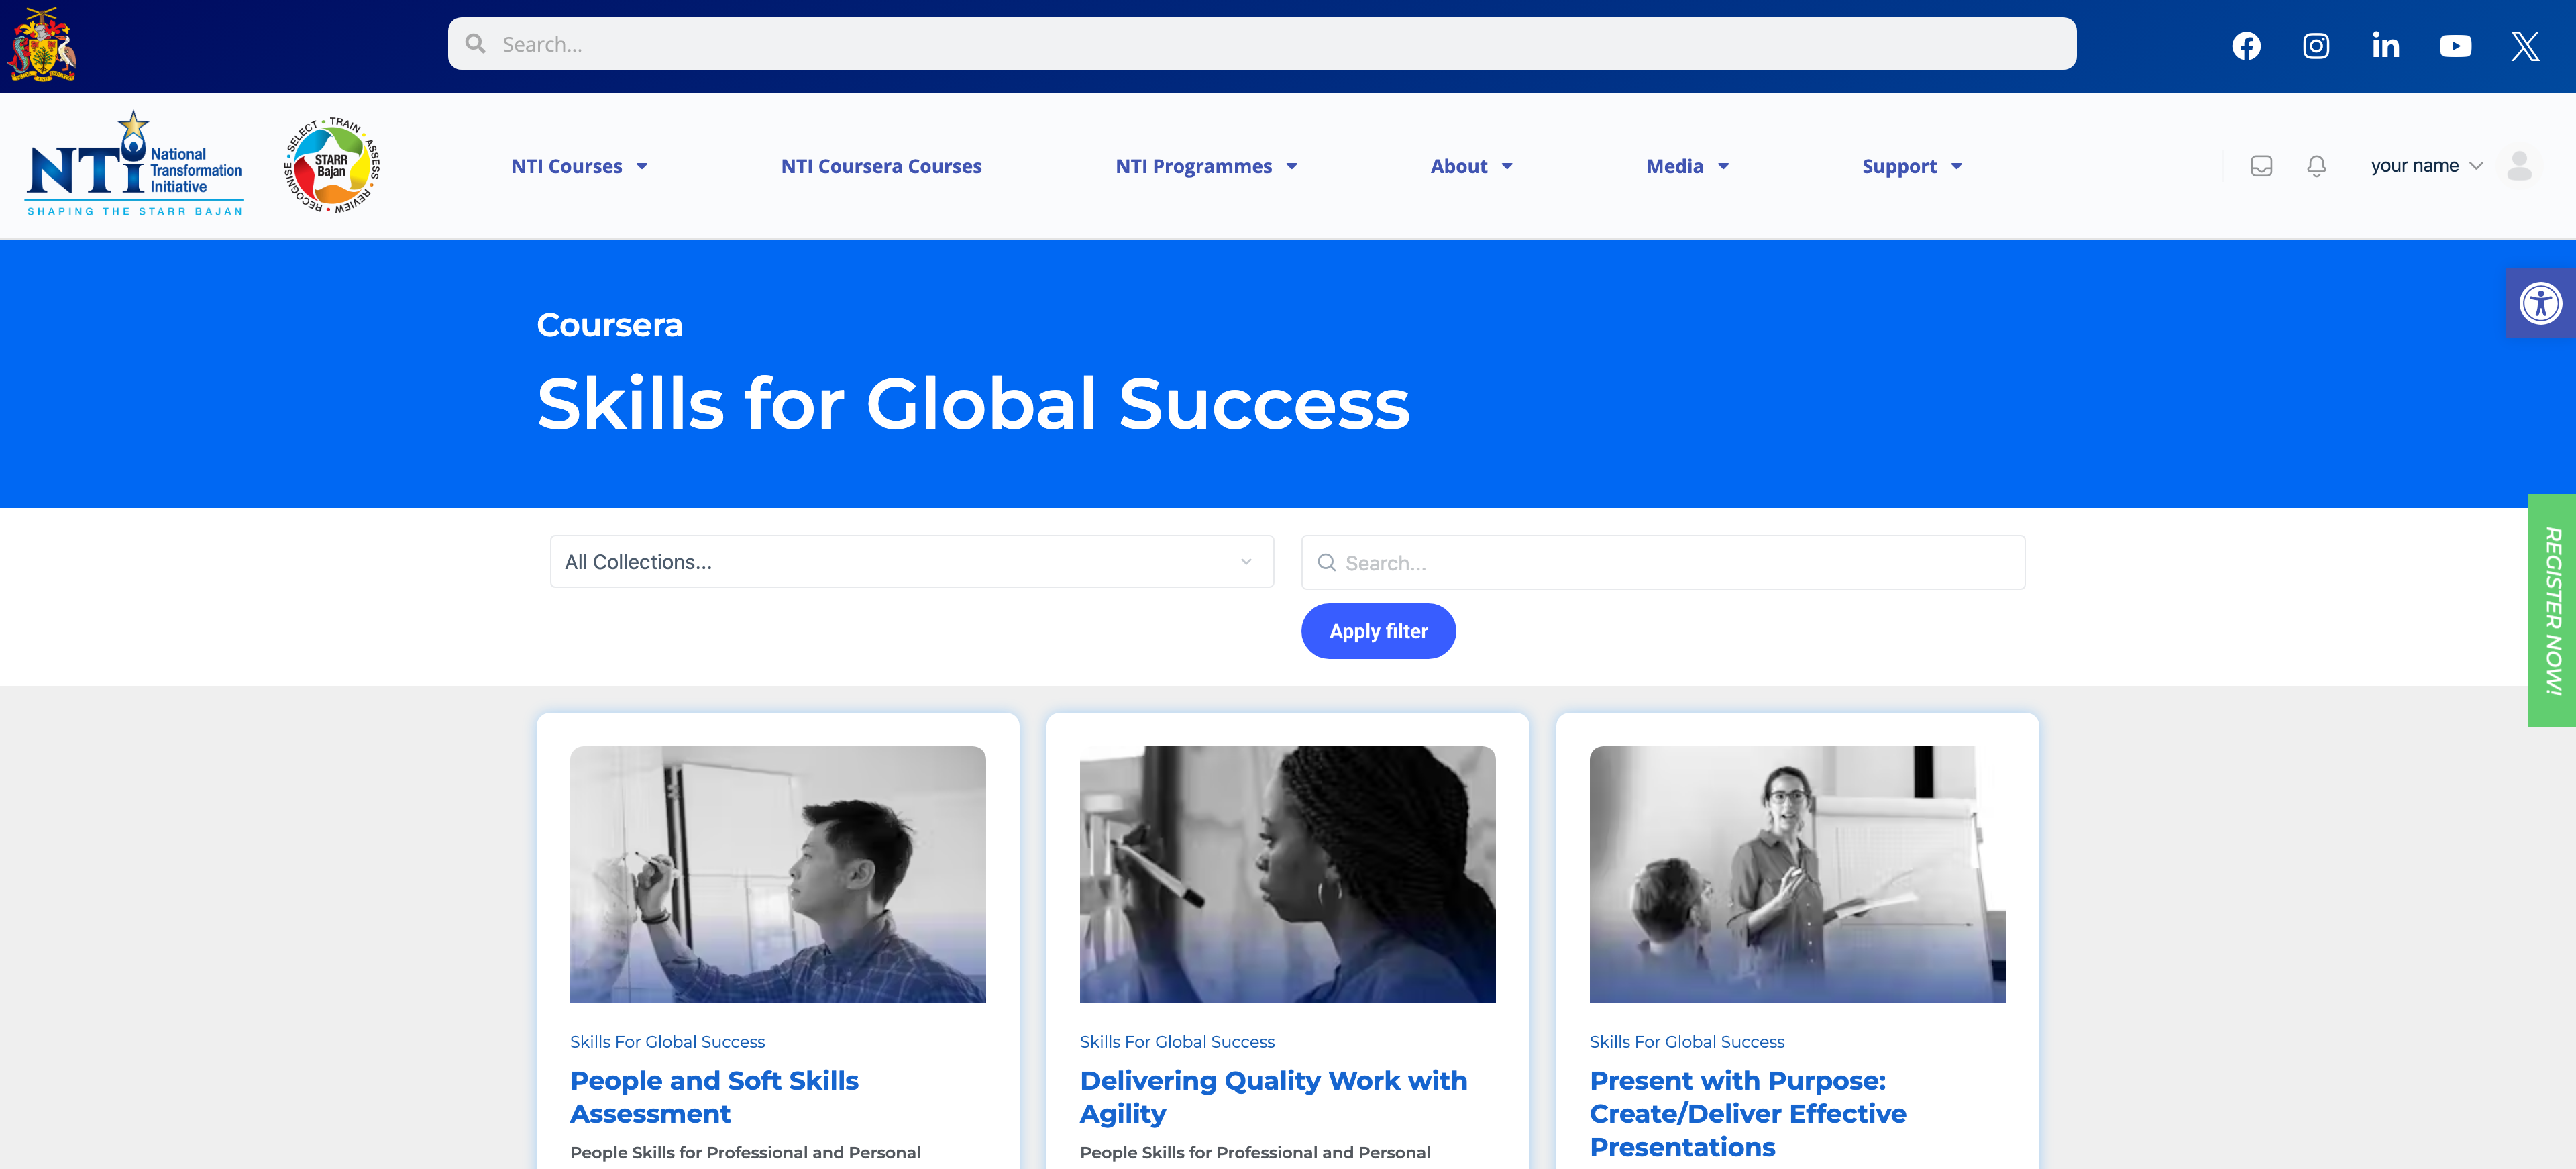 Search...
NTi National
Transformation
Initiative
SHAPING THE STARR BAJAN
SELECT • TRAIN • ASSESS • REVIEW • RECOGNISE •
STARR
Bajan
NTI Courses
NTI Coursera Courses
NTI Programmes
About
Media
Support
your name
Coursera
Skills for Global Success
All Collections...
Search...
Apply filter
REGISTER NOW!
Skills For Global Success
People and Soft Skills
Assessment
People Skills for Professional and Personal
Skills For Global Success
Delivering Quality Work with
Agility
People Skills for Professional and Personal
Skills For Global Success
Present with Purpose:
Create/Deliver Effective
Presentations